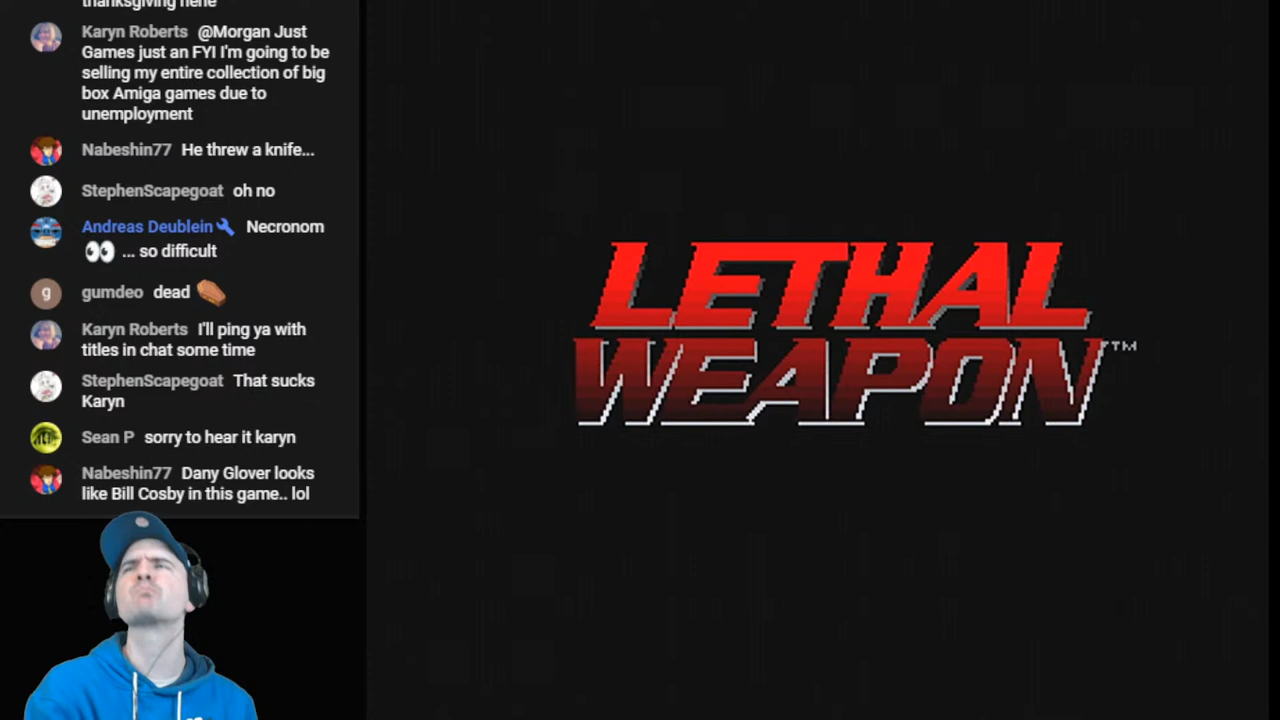 Karyn Roberts @Morgan Just
Games just an FYI I'm going to be
selling my entire collection of big
box Amiga games due to
unemployment
Nabeshin77 He threw a knife...
StephenScapegoat oh no
Andreas Deublein Necronom
... so difficult
g gumdeo dead
Karyn Roberts I'll ping ya with
titles in chat some time
StephenScapegoat That sucks
Karyn
Sean P sorry to hear it karyn
Nabeshin77 Dany Glover looks
like Bill Cosby in this game.. lol
LETHAL
WEAPON™